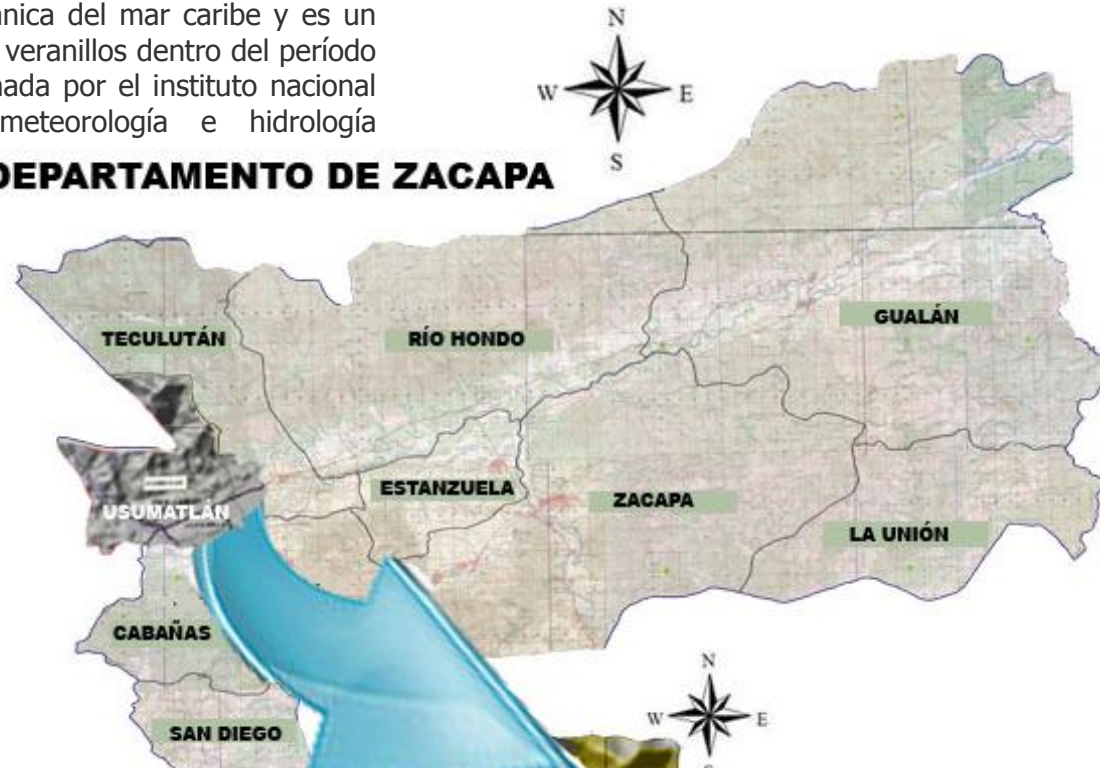 ánica del mar caribe y es un
veranillos dentro del período
nada por el instituto nacional
meteorología e hidrología
DEPARTAMENTO DE ZACAPA
N
W E
S
TECULUTÁN
RÍO HONDO
GUALÁN
ESTANZUELA
ZACAPA
USUMATLÁN
LA UNIÓN
CABAÑAS
SAN DIEGO
N
W E
S